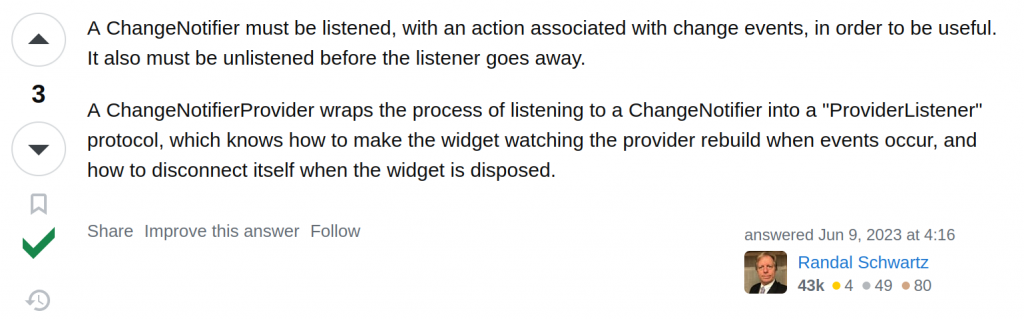 A ChangeNotifier must be listened, with an action associated with change events, in order to be useful.
It also must be unlistened before the listener goes away.
3
A ChangeNotifierProvider wraps the process of listening to a ChangeNotifier into a "ProviderListener"
protocol, which knows how to make the widget watching the provider rebuild when events occur, and
how to disconnect itself when the widget is disposed.
Share Improve this answer Follow
answered Jun 9, 2023 at 4:16
Randal Schwartz
43k 4 49 80